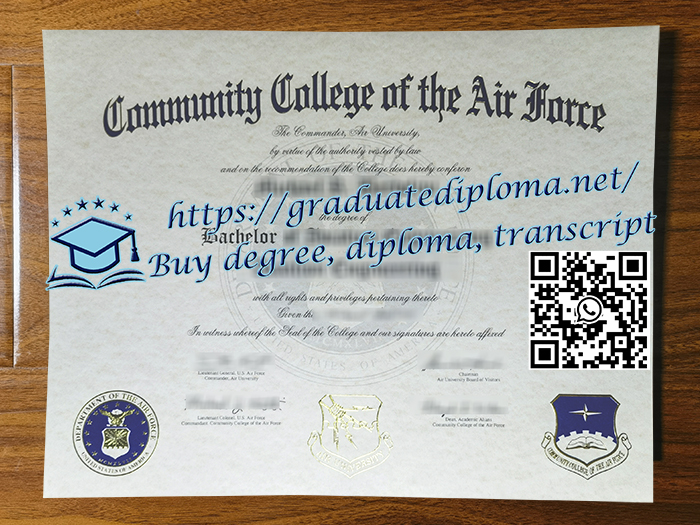 Community College of the Air Force
The Commander, Air University,
by virtue of the authority vested by law
and on the recommendation of the College does hereby confer on
https://graduatediploma.net/
the degree of
Bachelor
Buy degree, diploma, transcript
with all rights and privileges pertaining thereto
Given thi
In witness whereof the Seal of the College and our signatures are hereto affixed
Lieutenant General, U.S. Air Force
Commander, Air University
Chairman
Air University Board of Visitors
Lieutenant Colonel, U.S. Air Force
Commandant, Community College of the Air Force
Dean, Academic Affairs
Community College of the Air Force
DEPARTMENT OF THE AIR FORCE
UNITED STATES OF AMERICA
COMMUNITY COLLEGE OF THE AIR FORCE